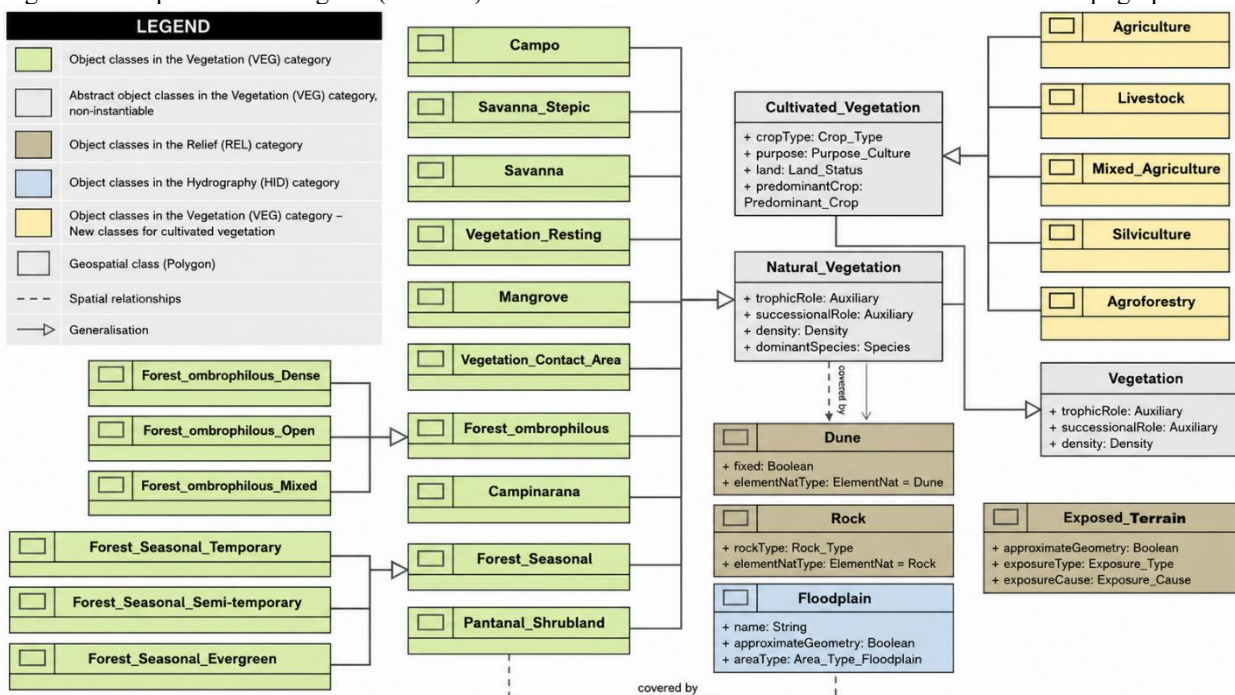 LEGEND
Object classes in the Vegetation (VEG) category
Abstract object classes in the Vegetation (VEG) category,
non-instantiable
Object classes in the Relief (REL) category
Object classes in the Hydrography (HID) category
Object classes in the Vegetation (VEG) category –
New classes for cultivated vegetation
Geospatial class (Polygon)
Spatial relationships
Generalisation
Campo
Savanna_Stepic
Savanna
Vegetation_Resting
Mangrove
Vegetation_Contact_Area
Forest_ombrophilous
Campinarana
Forest_Seasonal
Pantanal_Shrubland
Forest_ombrophilous_Dense
Forest_ombrophilous_Open
Forest_ombrophilous_Mixed
Forest_Seasonal_Temporary
Forest_Seasonal_Semi-temporary
Forest_Seasonal_Evergreen
Cultivated_Vegetation
+ cropType: Crop_Type
+ purpose: Purpose_Culture
+ land: Land_Status
+ predominantCrop:
Predominant_Crop
Natural_Vegetation
+ trophicRole: Auxiliary
+ successionalRole: Auxiliary
+ density: Density
+ dominantSpecies: Species
covered by
Dune
+ fixed: Boolean
+ elementNatType: ElementNat = Dune
Rock
+ rockType: Rock_Type
+ elementNatType: ElementNat = Rock
Floodplain
+ name: String
+ approximateGeometry: Boolean
+ areaType: Area_Type_Floodplain
covered by
Agriculture
Livestock
Mixed_Agriculture
Silviculture
Agroforestry
Vegetation
+ trophicRole: Auxiliary
+ successionalRole: Auxiliary
+ density: Density
Exposed_Terrain
+ approximateGeometry: Boolean
+ exposureType: Exposure_Type
+ exposureCause: Exposure_Cause